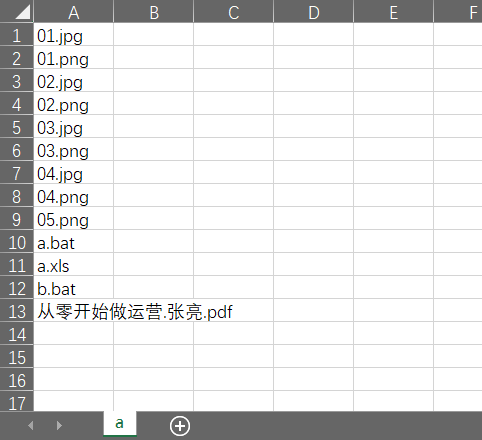 A B C D E F
1 01.jpg
2 01.png
3 02.jpg
4 02.png
5 03.jpg
6 03.png
7 04.jpg
8 04.png
9 05.png
10 a.bat
11 a.xls
12 b.bat
13 从零开始做运营.张亮.pdf
14
15
16
17
a